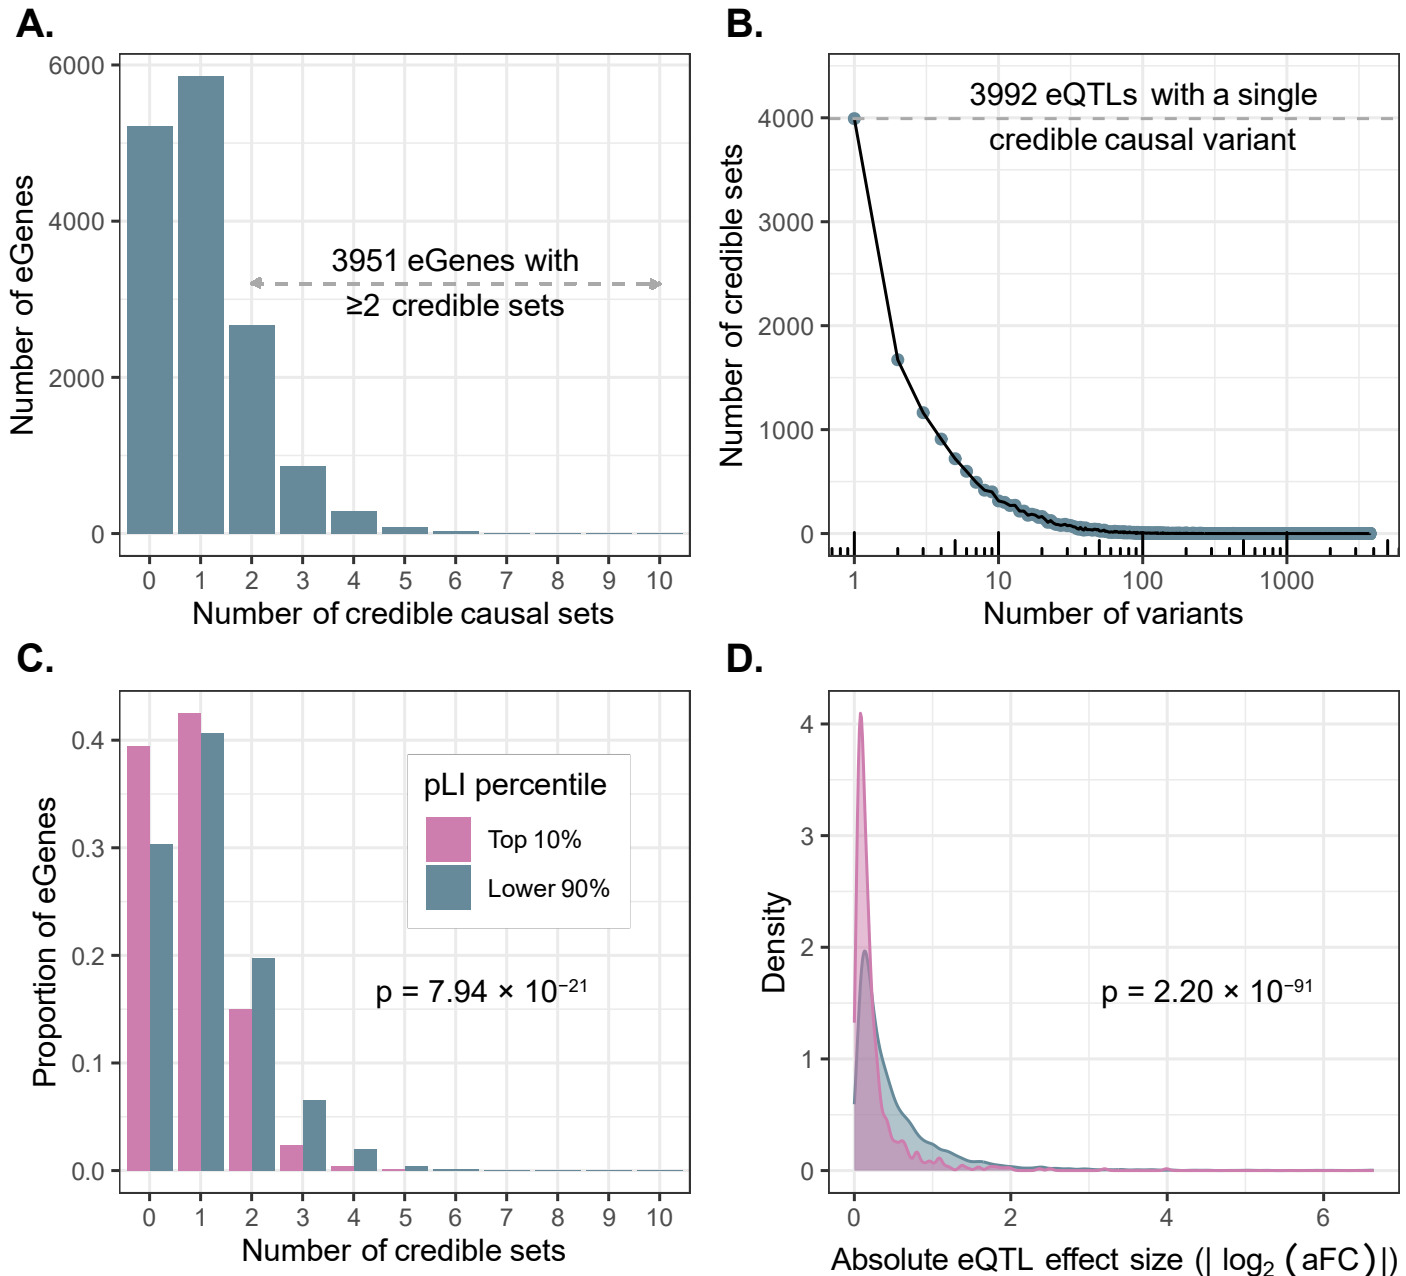 A.
6000
4000
2000
0
Number of eGenes
3951 eGenes with
≥2 credible sets
0 1 2 3 4 5 6 7 8 9 10
Number of credible causal sets
B.
4000
3000
2000
1000
0
Number of credible sets
3992 eQTLs with a single
credible causal variant
1 10 100 1000
Number of variants
C.
0.4
0.3
0.2
0.1
0.0
Proportion of eGenes
pLI percentile
Top 10%
Lower 90%
p = 7.94 × 10⁻²¹
0 1 2 3 4 5 6 7 8 9 10
Number of credible sets
D.
4
3
2
1
0
Density
p = 2.20 × 10⁻⁹¹
0 2 4 6
Absolute eQTL effect size (| log₂ (aFC) |)